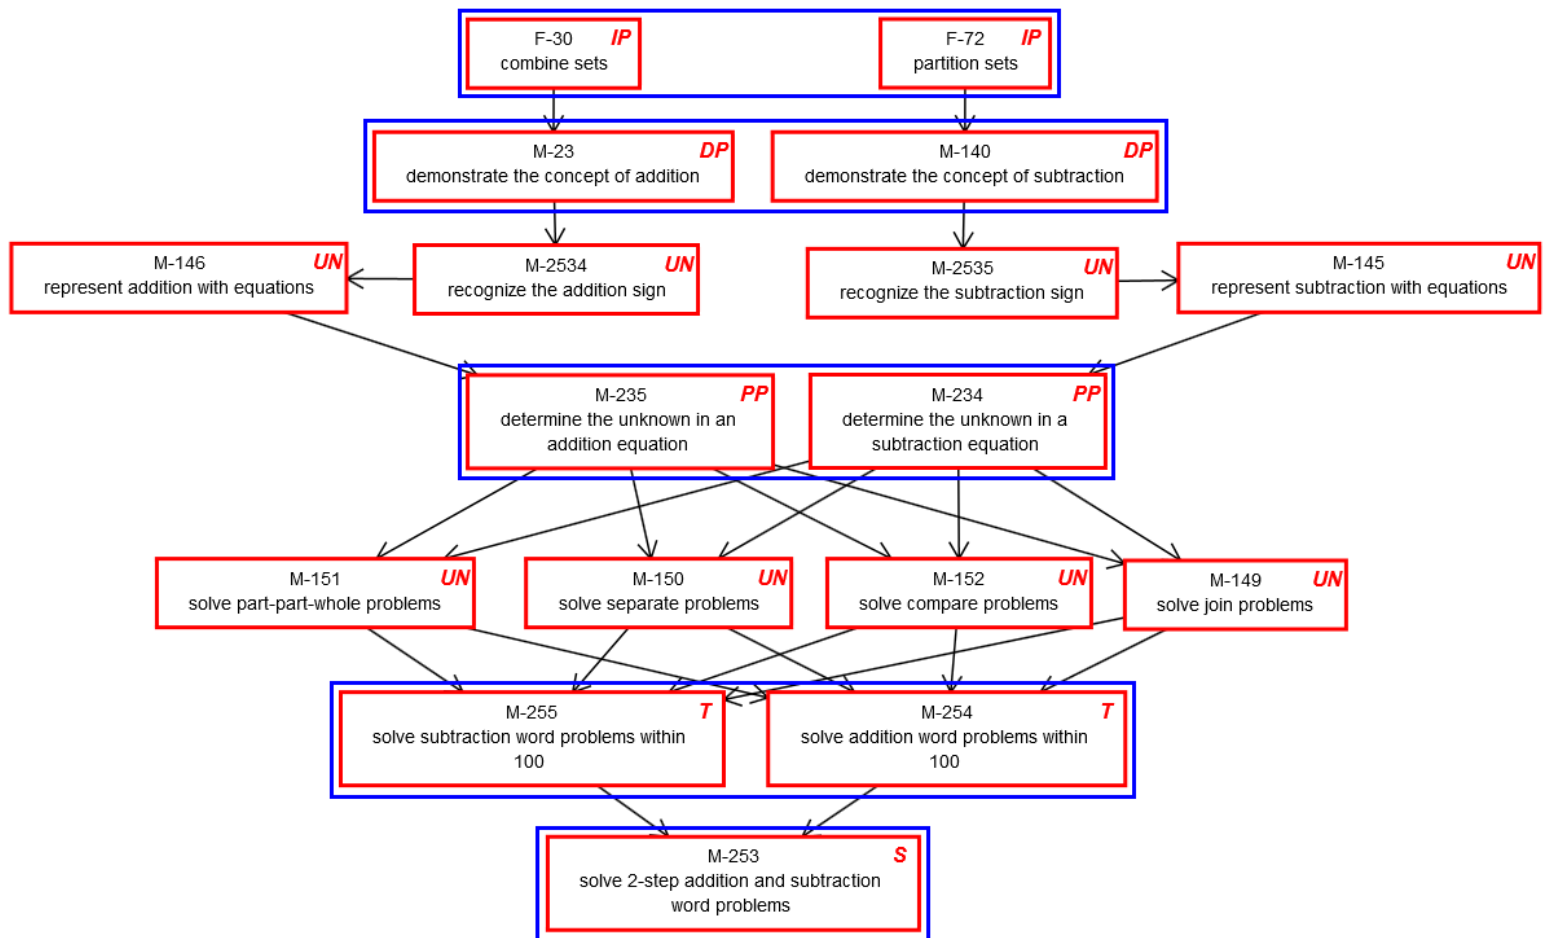 F-30 IP
combine sets
F-72 IP
partition sets
M-23 DP
demonstrate the concept of addition
M-140 DP
demonstrate the concept of subtraction
M-146 UN
represent addition with equations
M-2534 UN
recognize the addition sign
M-2535 UN
recognize the subtraction sign
M-145 UN
represent subtraction with equations
M-235 PP
determine the unknown in an
addition equation
M-234 PP
determine the unknown in a
subtraction equation
M-151 UN
solve part-part-whole problems
M-150 UN
solve separate problems
M-152 UN
solve compare problems
M-149 UN
solve join problems
M-255 T
solve subtraction word problems within
100
M-254 T
solve addition word problems within
100
M-253 S
solve 2-step addition and subtraction
word problems